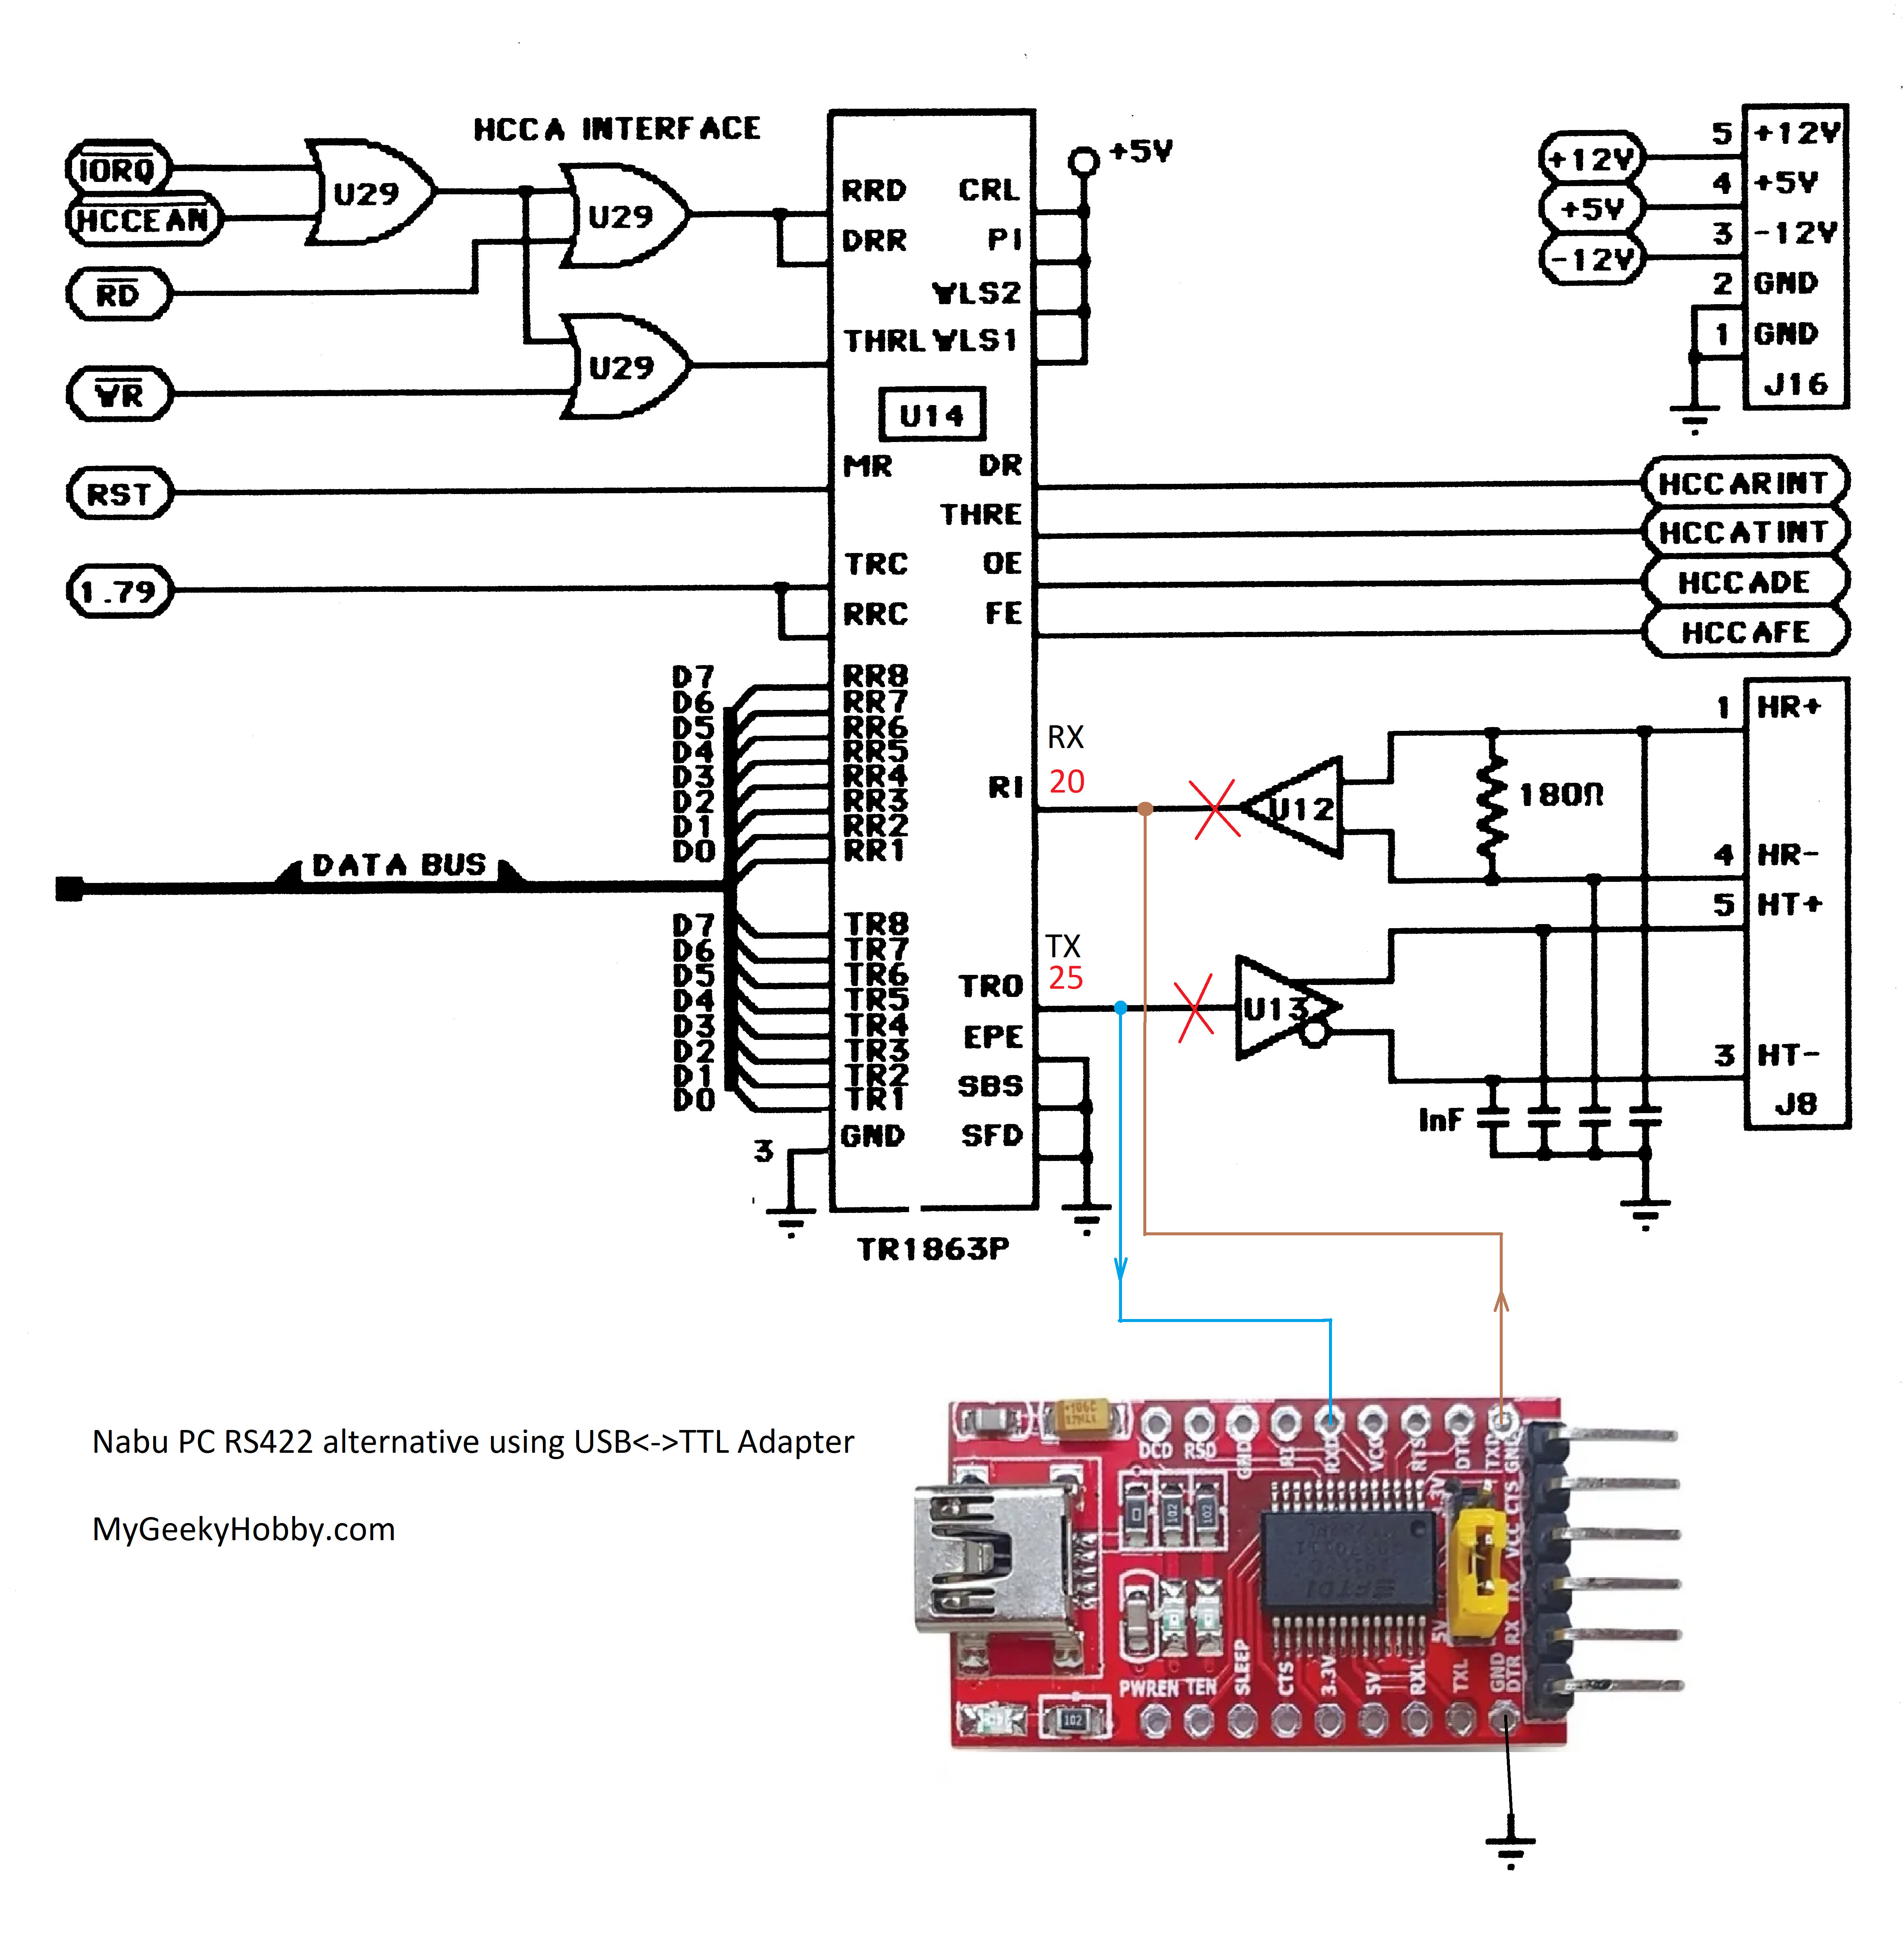 HCCA INTERFACE
IORQ
HCCEAN
RD
WR
RST
1.79
U29
U29
U29
+5V
RRD CRL
DRR PI
WLS2
THRL WLS1
U14
MR DR
THRE
TRC OE
RRC FE
D7 RR8
D6 RR7
D5 RR6
D4 RR5
D3 RR4
D2 RR3
D1 RR2
D0 RR1
RI
DATA BUS
D7 TR8
D6 TR7
D5 TR6
D4 TR5
D3 TR4
D2 TR3
D1 TR2
D0 TR1
TRO
EPE
SBS
3 GND SFD
TR1863P
+12V 5 +12V
+5V 4 +5V
-12V 3 -12V
2 GND
1 GND
J16
HCCARINT
HCCATINT
HCCADE
HCCAFE
RX
20
U12
180Ω
TX
25
U13
1 HR+
4 HR-
5 HT+
3 HT-
J8
1nF
Nabu PC RS422 alternative using USB<->TTL Adapter
MyGeekyHobby.com
106C
DCD RSD GND RI RXD VCC RTS DTR TXD
GND CTS VCC TX RX DTR
3.3V
5V
102 102
FTDI
PWREN TEN SLEEP CTS 3.3V 5V RXL TXL GND
102